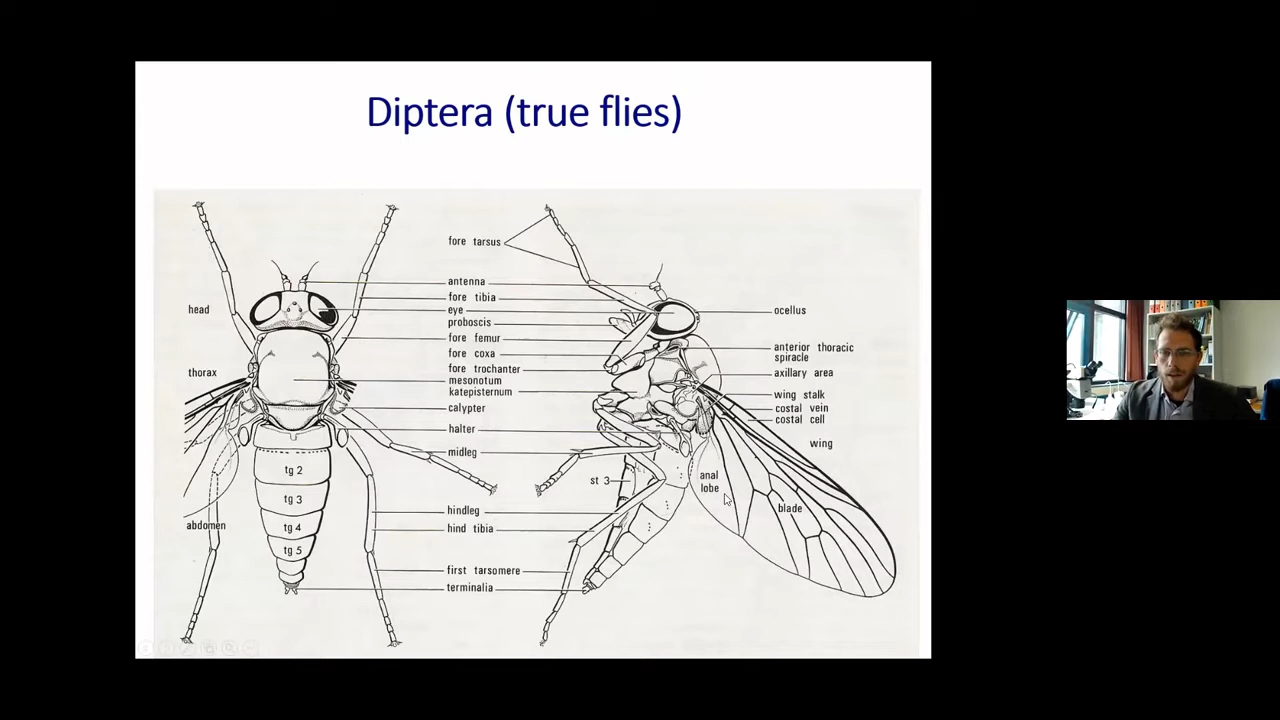 Diptera (true flies)
fore tarsus
antenna
fore tibia
eye
proboscis
fore femur
fore coxa
fore trochanter
mesonotum
katepisternum
calypter
halter
midleg
hindleg
hind tibia
first tarsomere
terminalia
head
thorax
abdomen
tg 2
tg 3
tg 4
tg 5
st 3
anal
lobe
blade
ocellus
anterior thoracic
spiracle
axillary area
wing stalk
costal vein
costal cell
wing